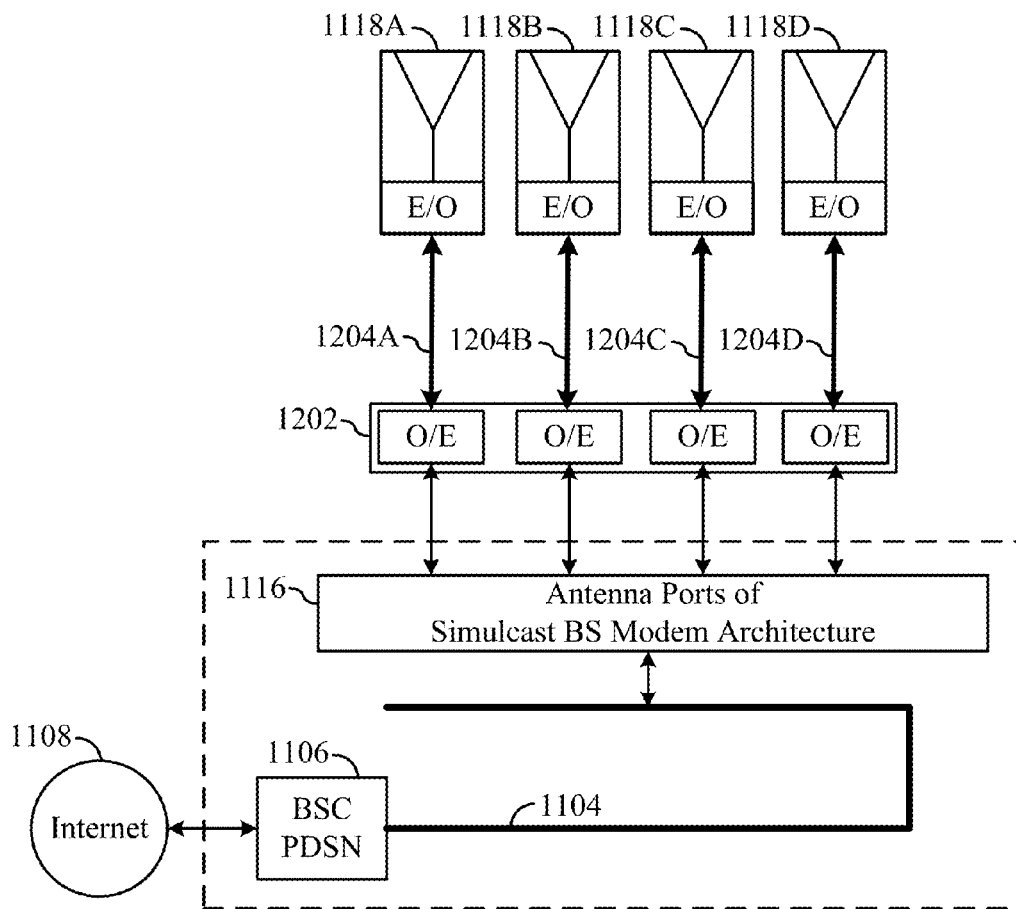 1118A 1118B 1118C 1118D
E/O E/O E/O E/O
1204A 1204B 1204C 1204D
1202
O/E O/E O/E O/E
1116
Antenna Ports of
Simulcast BS Modem Architecture
1108
1106
1104
Internet
BSC
PDSN